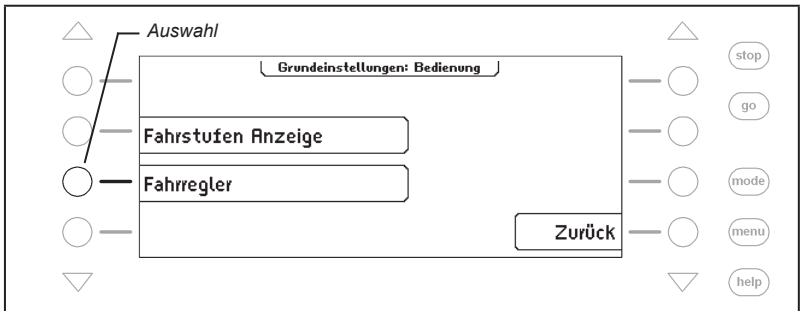 Auswahl
stop
Grundeinstellungen: Bedienung
go
Fahrstufen Anzeige
Fahrregler
mode
Zurück
menu
help